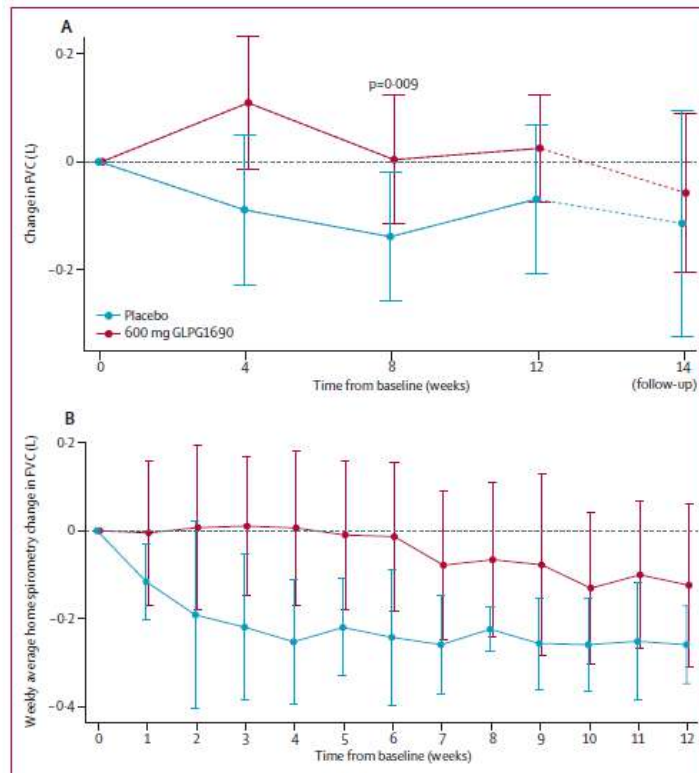 A
0·2
p=0·009
0
Change in FVC (L)
–0·2
Placebo
600 mg GLPG1690
0 4 8 12 14
Time from baseline (weeks) (follow-up)
B
0·2
0
Weekly average homespirometry change in FVC (L)
–0·2
–0·4
0 1 2 3 4 5 6 7 8 9 10 11 12
Time from baseline (weeks)